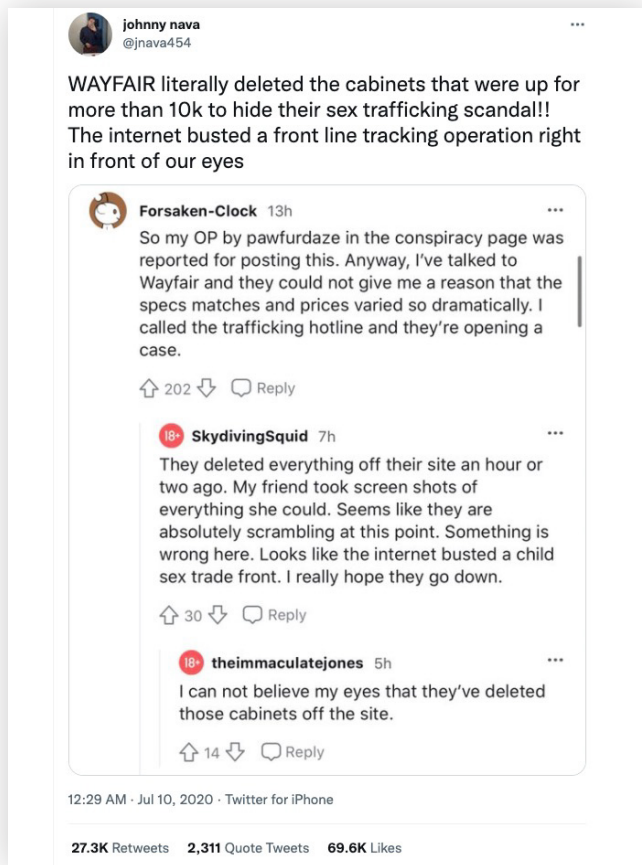 johnny nava
@jnava454
WAYFAIR literally deleted the cabinets that were up for
more than 10k to hide their sex trafficking scandal!!
The internet busted a front line tracking operation right
in front of our eyes
Forsaken-Clock 13h
So my OP by pawfurdaze in the conspiracy page was
reported for posting this. Anyway, I've talked to
Wayfair and they could not give me a reason that the
specs matches and prices varied so dramatically. I
called the trafficking hotline and they're opening a
case.
202 Reply
18+ SkydivingSquid 7h
They deleted everything off their site an hour or
two ago. My friend took screen shots of
everything she could. Seems like they are
absolutely scrambling at this point. Something is
wrong here. Looks like the internet busted a child
sex trade front. I really hope they go down.
30 Reply
18+ theimmaculatejones 5h
I can not believe my eyes that they've deleted
those cabinets off the site.
14 Reply
12:29 AM · Jul 10, 2020 · Twitter for iPhone
27.3K Retweets 2,311 Quote Tweets 69.6K Likes